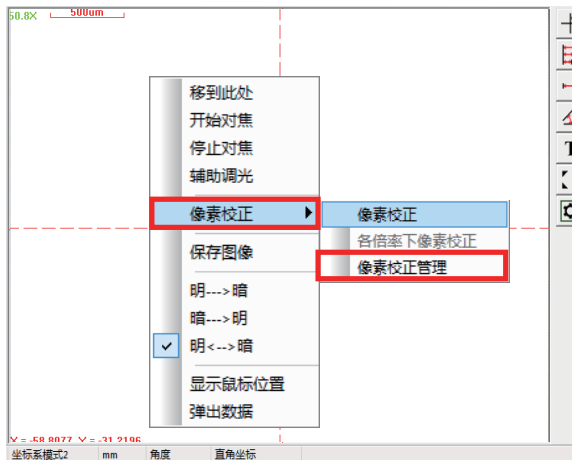 50.8X 500um
移到此处
开始对焦
停止对焦
辅助调光
像素校正
像素校正
各倍率下像素校正
像素校正管理
保存图像
明--->暗
暗--->明
明<-->暗
显示鼠标位置
弹出数据
X = -58.8077 Y = -31.2196
坐标系模式2 mm 角度 直角坐标